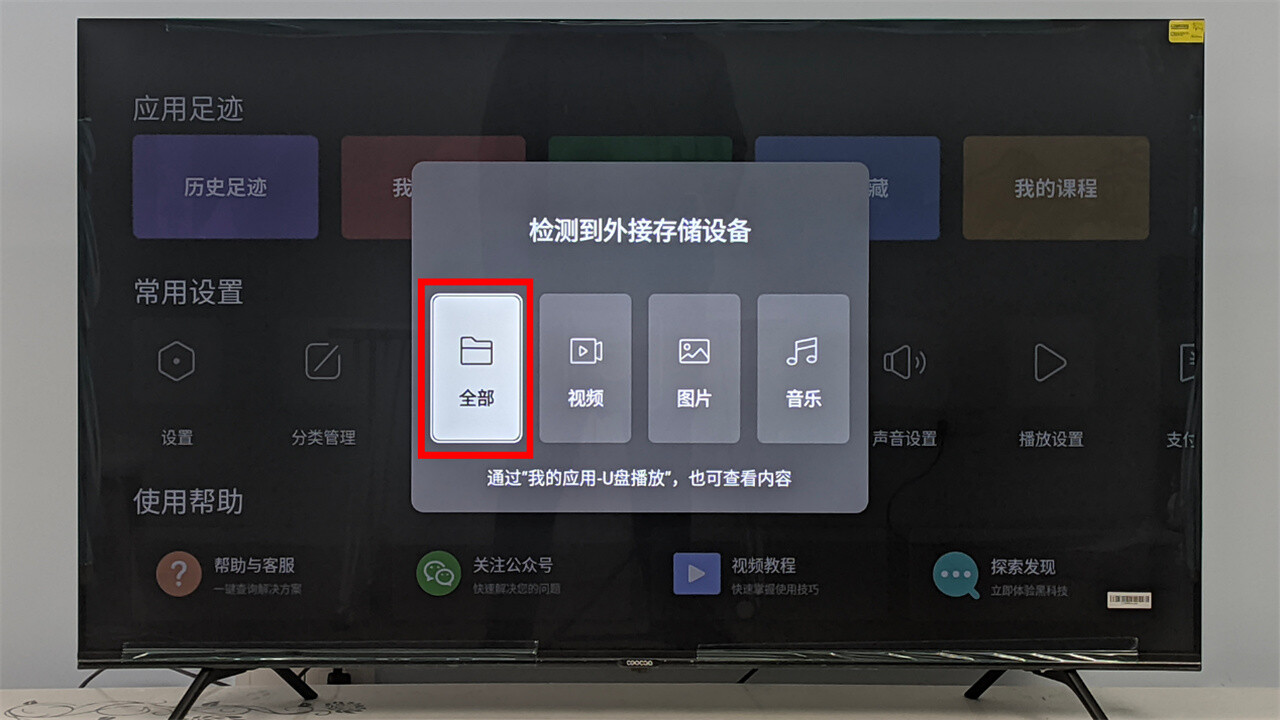 应用足迹
历史足迹
我
藏
我的课程
检测到外接存储设备
常用设置
全部
视频
图片
音乐
设置
分类管理
声音设置
播放设置
支付
通过“我的应用-U盘播放”，也可查看内容
使用帮助
帮助与客服
一键查询解决方案
关注公众号
快速解决您的问题
视频教程
快速掌握使用技巧
探索发现
立即体验黑科技
coocaa